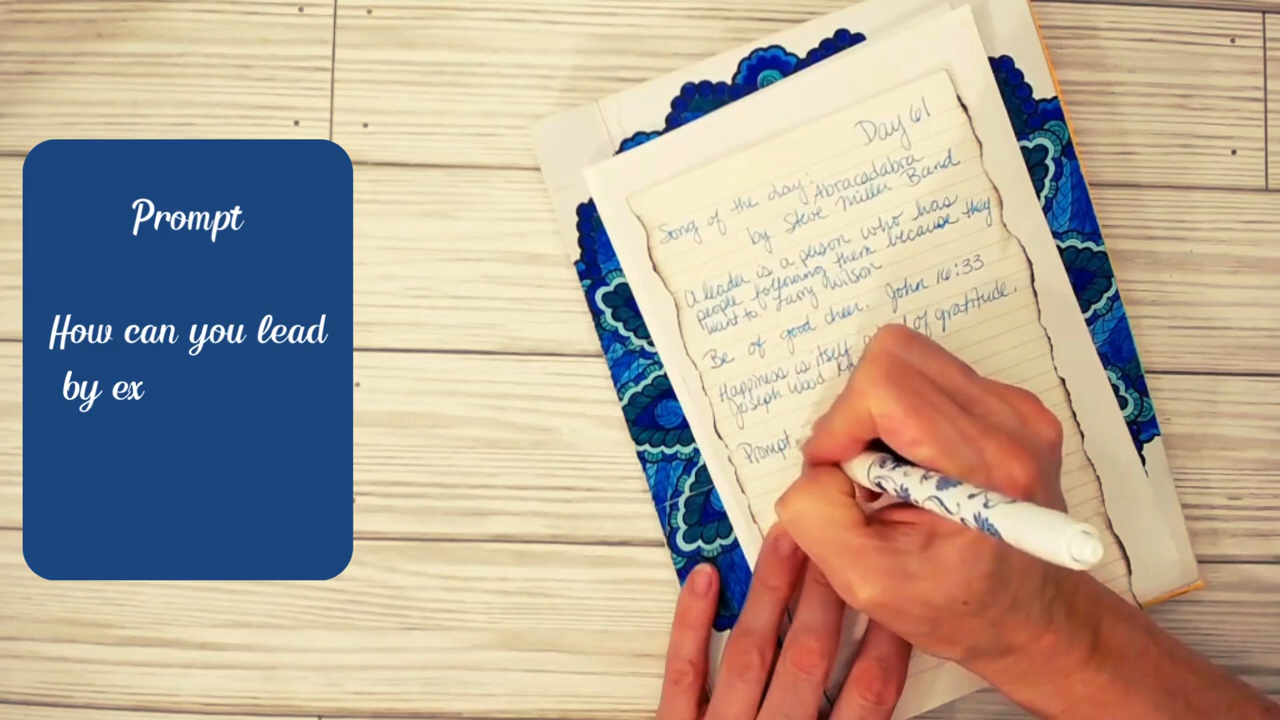 Prompt
How can you lead
by ex
Day 61
Song of the day: Abracadabra
by Steve Miller Band
A leader is a person who has
people following them because they
want to. Larry Wilson
Be of good cheer. John 16:33
Happiness is itself a kind of gratitude.
Joseph Wood
Prompt